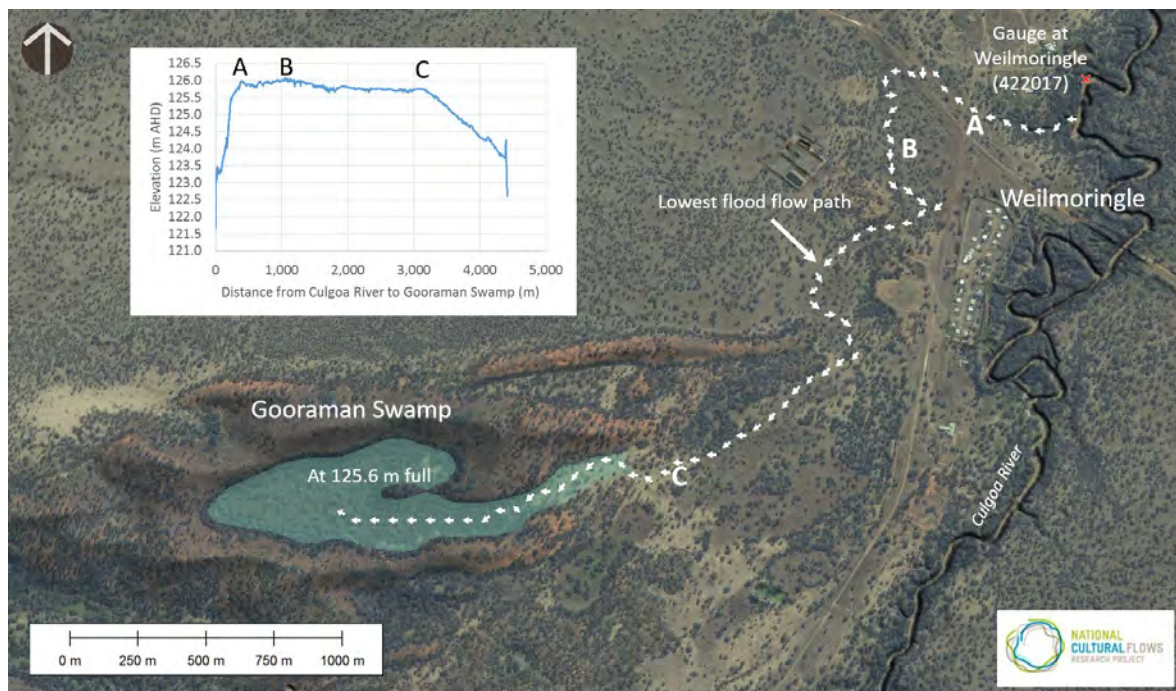 Gauge at
Weilmoringle
(422017)
A
B
C
126.5
126.0
125.5
125.0
124.5
124.0
123.5
123.0
122.5
122.0
121.5
121.0
Elevation (m AHD)
0
1,000
2,000
3,000
4,000
5,000
Distance from Culgoa River to Gooraman Swamp (m)
A
B
Weilmoringle
Lowest flood flow path
Gooraman Swamp
At 125.6 m full
C
Culgoa River
0 m
250 m
500 m
750 m
1000 m
NATIONAL
CULTURAL FLOWS
RESEARCH PROJECT